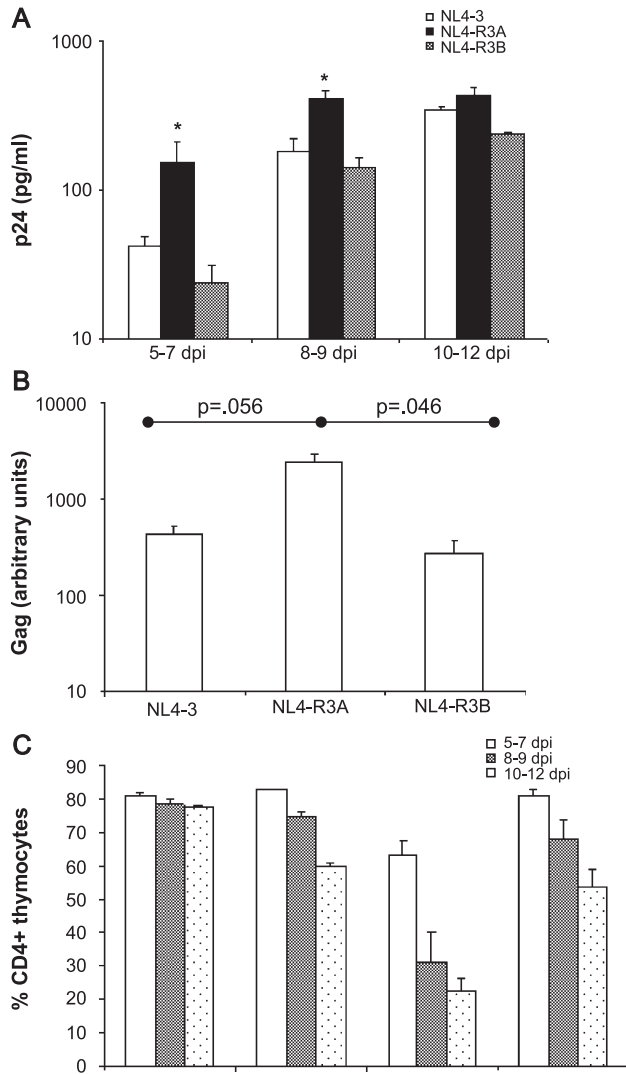 A
NL4-3
NL4-R3A
NL4-R3B
1000
100
10
p24 (pg/ml)
*
*
5-7 dpi
8-9 dpi
10-12 dpi
B
10000
1000
100
10
Gag (arbitrary units)
p=.056
p=.046
NL4-3
NL4-R3A
NL4-R3B
C
5-7 dpi
8-9 dpi
10-12 dpi
90
80
70
60
50
40
30
20
10
0
% CD4+ thymocytes